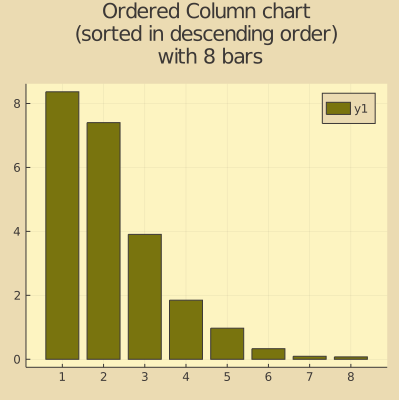 Ordered Column chart
(sorted in descending order)
with 8 bars
y1
8
6
4
2
0
1 2 3 4 5 6 7 8